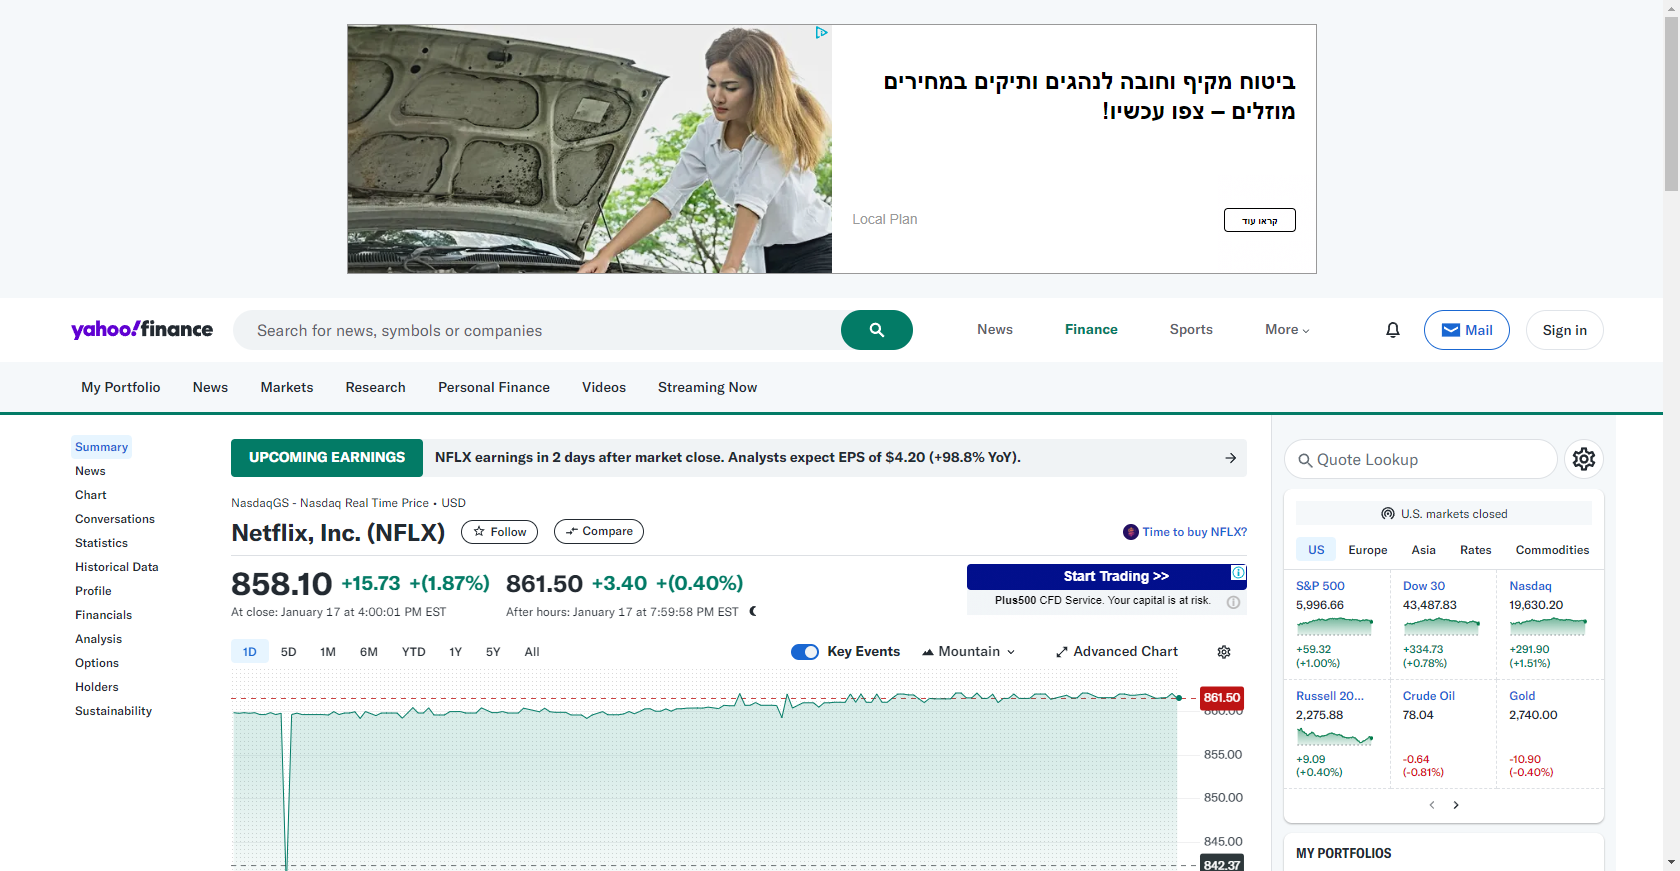 ביטוח מקיף וחובה לנהגים ותיקים במחירים
מוזלים – צפו עכשיו!
Local Plan
קראו עוד
yahoo!finance
Search for news, symbols or companies
News
Finance
Sports
More
Mail
Sign in
My Portfolio
News
Markets
Research
Personal Finance
Videos
Streaming Now
Summary
News
Chart
Conversations
Statistics
Historical Data
Profile
Financials
Analysis
Options
Holders
Sustainability
UPCOMING EARNINGS
NFLX earnings in 2 days after market close. Analysts expect EPS of $4.20 (+98.8% YoY).
NasdaqGS - Nasdaq Real Time Price • USD
Netflix, Inc. (NFLX)
Follow
Compare
Time to buy NFLX?
858.10 +15.73 +(1.87%)
At close: January 17 at 4:00:01 PM EST
861.50 +3.40 +(0.40%)
After hours: January 17 at 7:59:58 PM EST
Start Trading >>
Plus500 CFD Service. Your capital is at risk.
1D
5D
1M
6M
YTD
1Y
5Y
All
Key Events
Mountain
Advanced Chart
861.50
860.00
855.00
850.00
845.00
842.37
Quote Lookup
U.S. markets closed
US
Europe
Asia
Rates
Commodities
S&P 500
5,996.66
+59.32
(+1.00%)
Dow 30
43,487.83
+334.73
(+0.78%)
Nasdaq
19,630.20
+291.90
(+1.51%)
Russell 20...
2,275.88
+9.09
(+0.40%)
Crude Oil
78.04
-0.64
(-0.81%)
Gold
2,740.00
-10.90
(-0.40%)
MY PORTFOLIOS